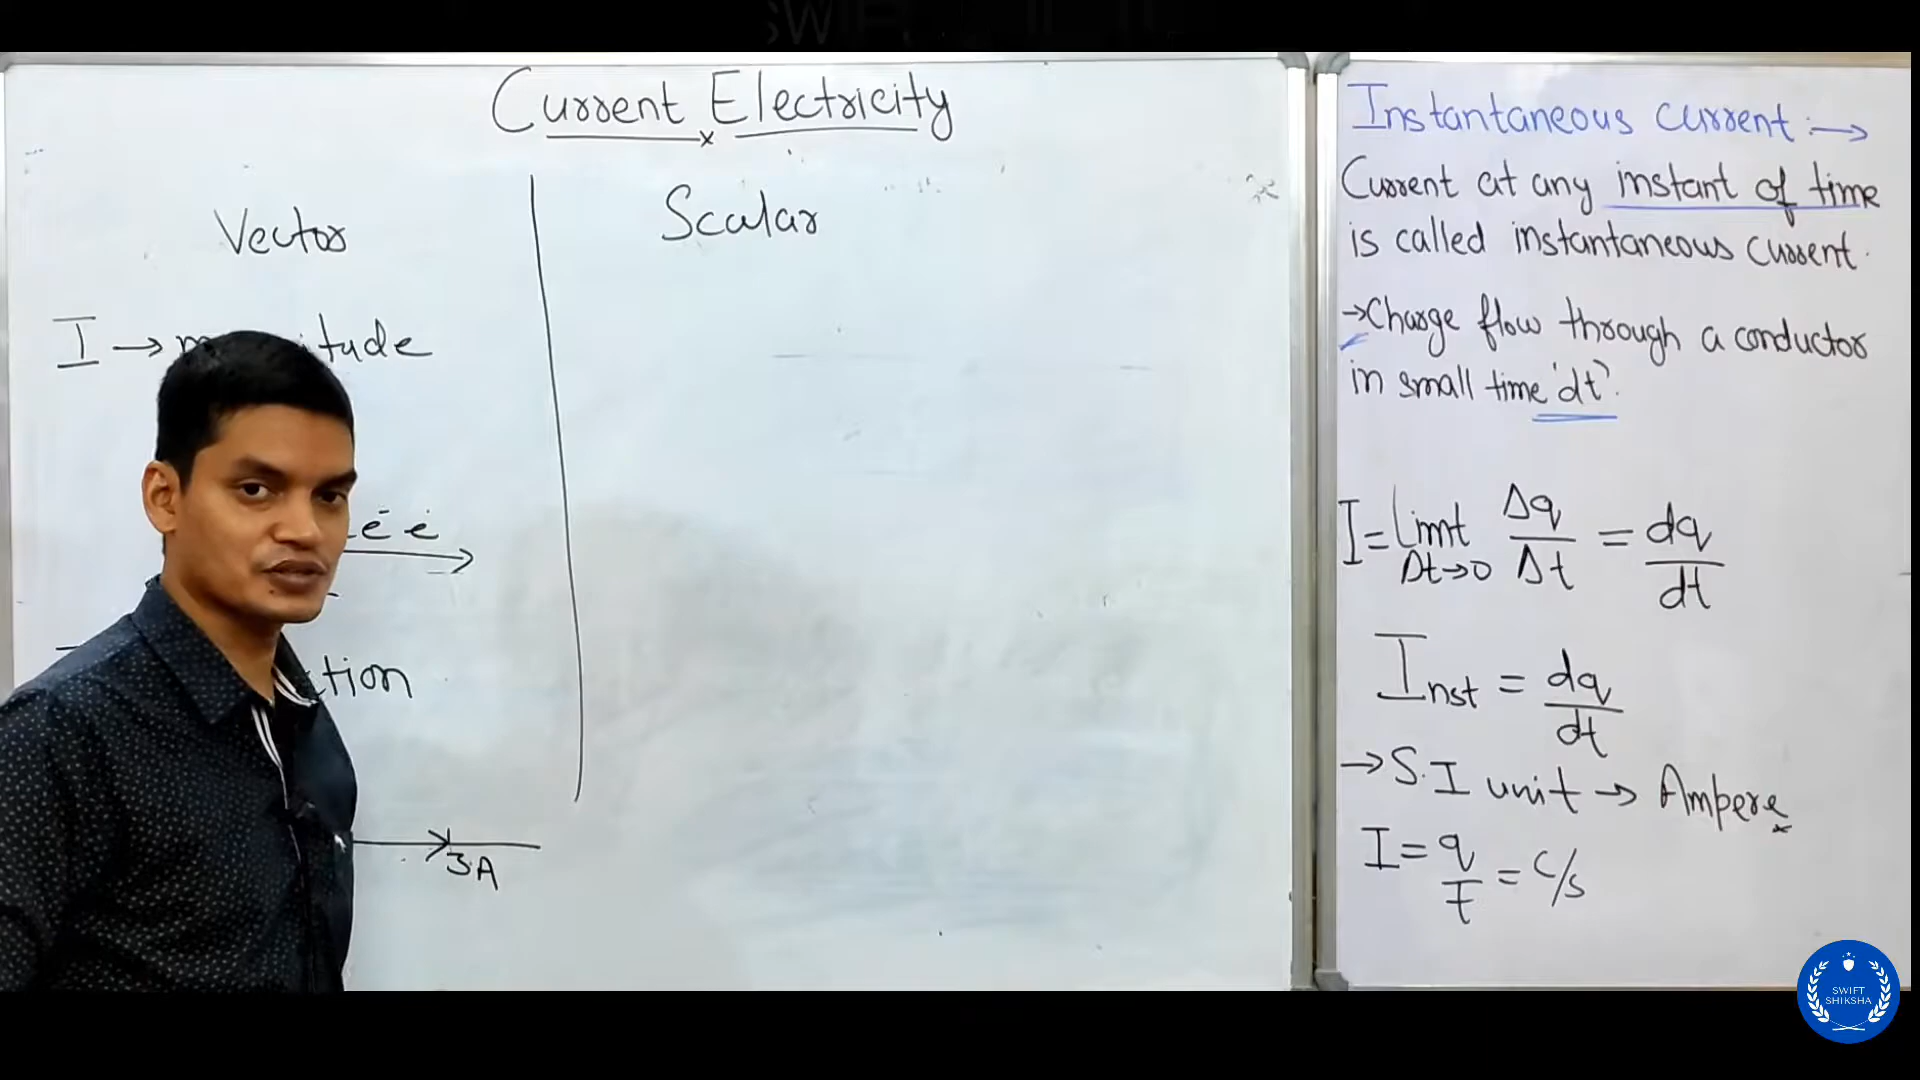 Current Electricity
Vector
Scalar
I → tude
ē ē
tion
3A
Instantaneous current :→
Current at any instant of time
is called instantaneous current.
→ Charge flow through a conductor
in small time 'dt'.
I = Limt Δt→0 Δq/Δt = dq/dt
Inst = dq/dt
→ S.I unit → Ampere
I = q/t = C/s
SWIFT
SHIKSHA